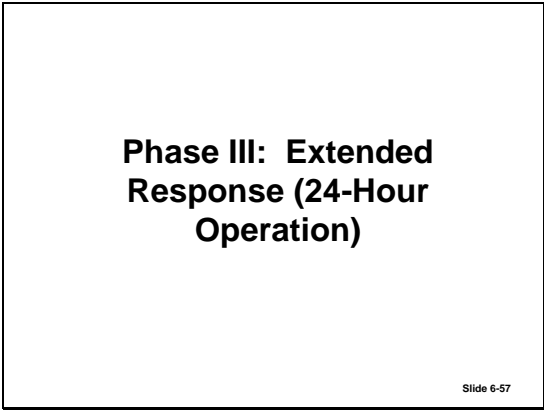 Phase III:  Extended
Response (24-Hour
Operation)
Slide 6-57